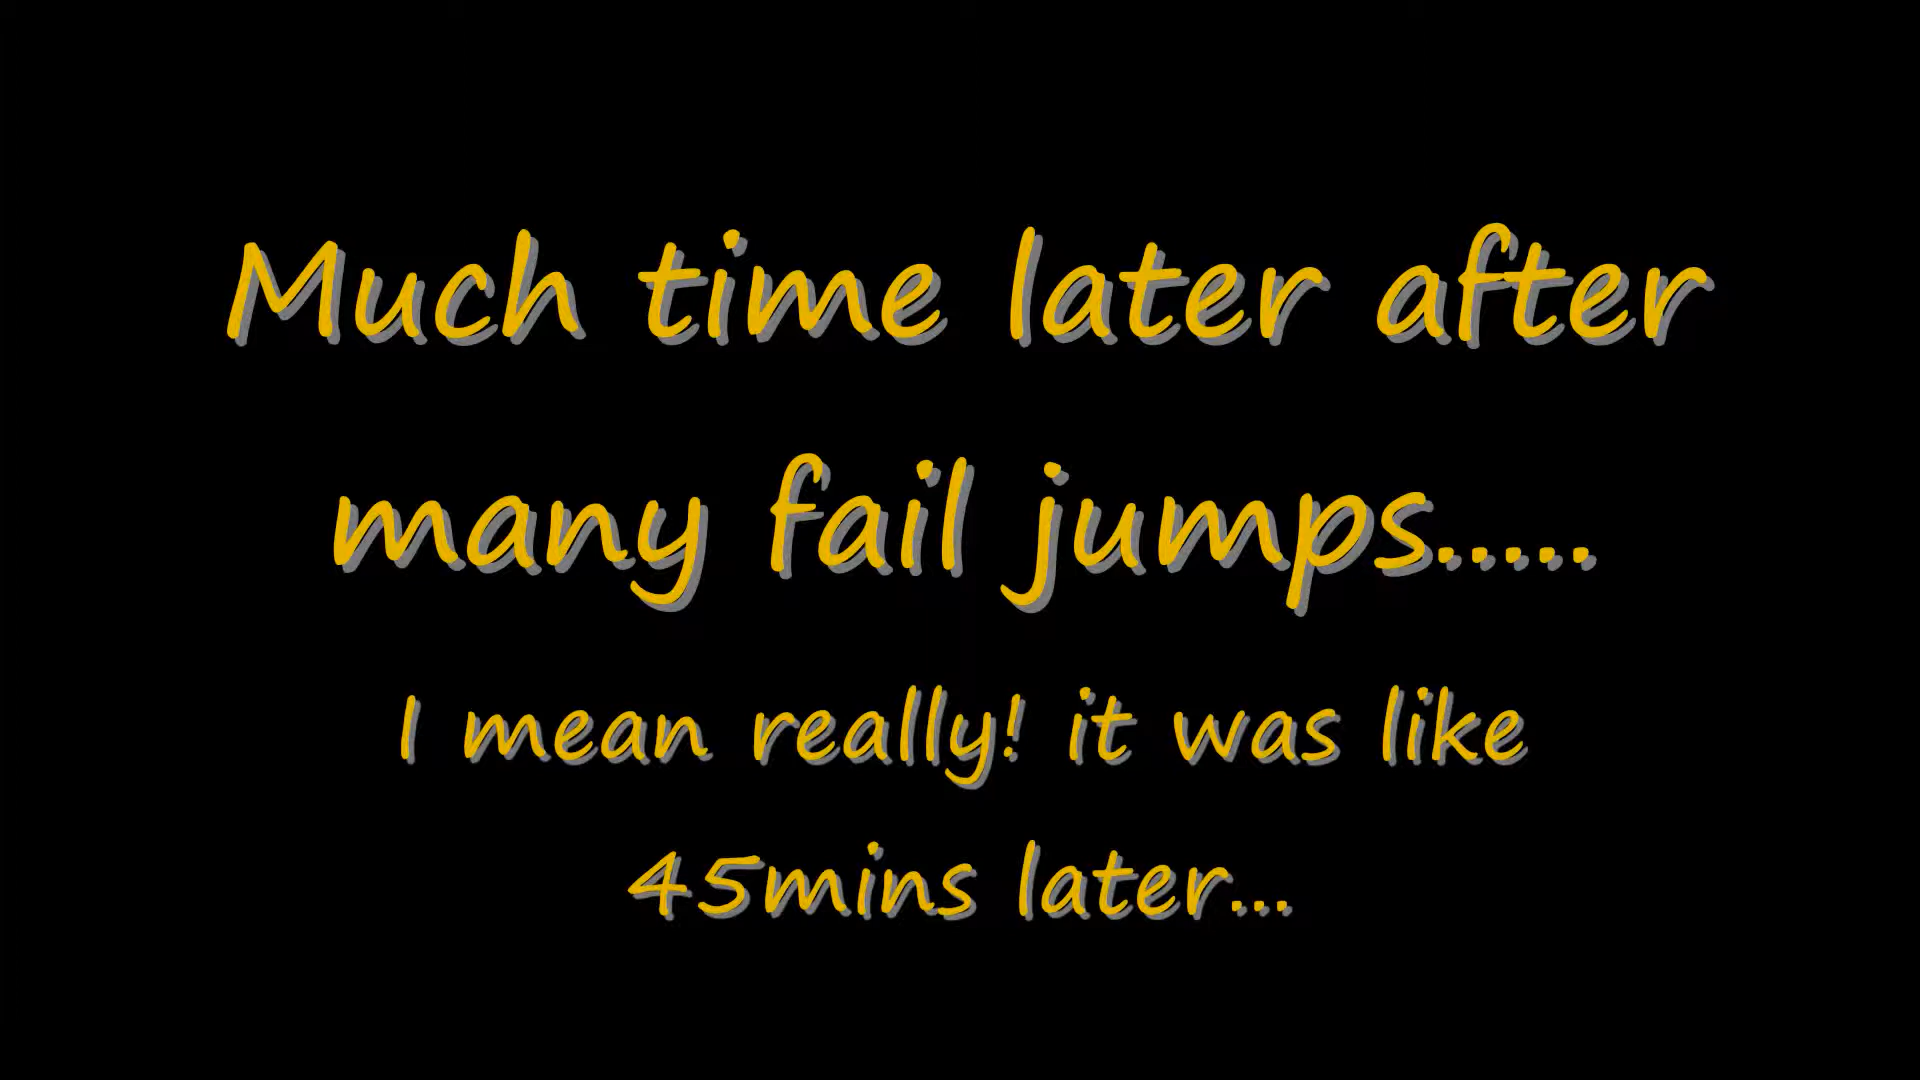 Much time later after
many fail jumps.....
I mean really! it was like
45mins later...